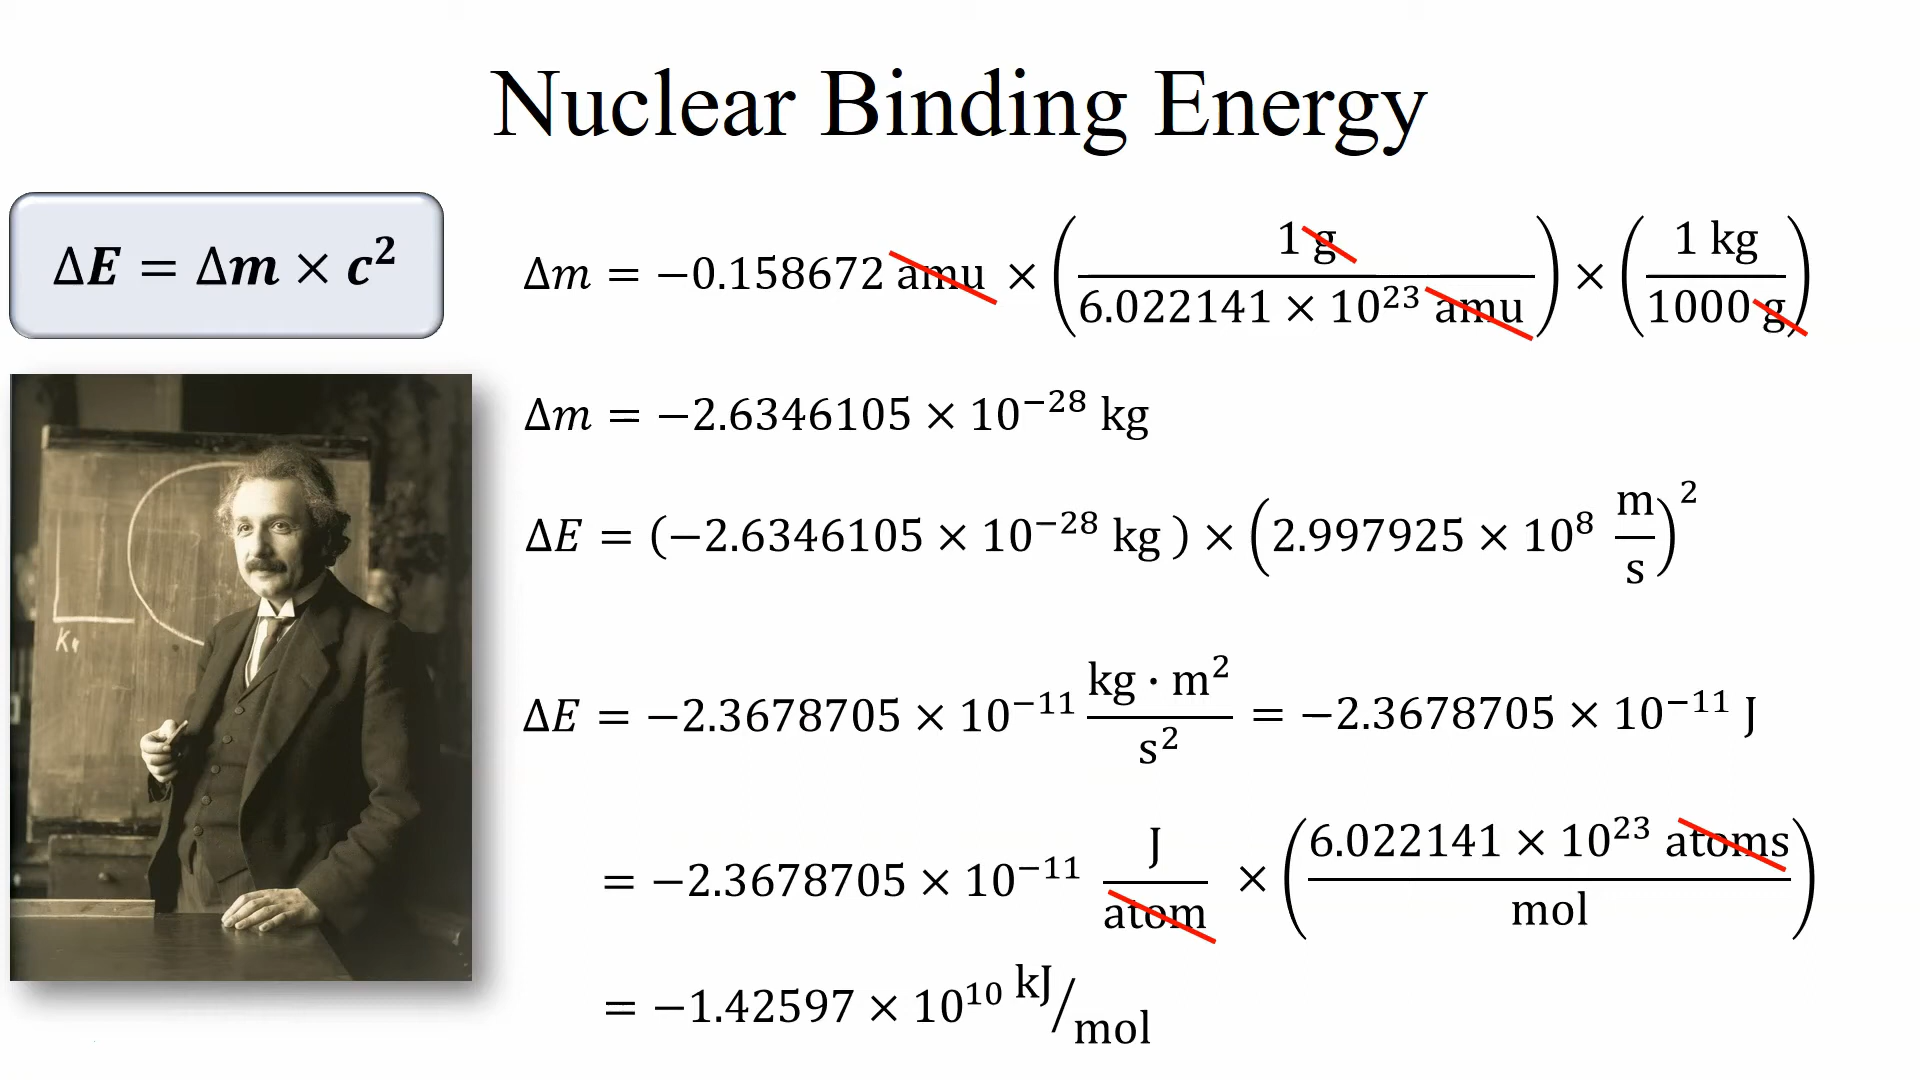 Nuclear Binding Energy
ΔE = Δm × c²
Δm = −0.158672 amu × (1 g / 6.022141 × 10²³ amu) × (1 kg / 1000 g)
Δm = −2.6346105 × 10⁻²⁸ kg
ΔE = (−2.6346105 × 10⁻²⁸ kg ) × (2.997925 × 10⁸ m/s)²
ΔE = −2.3678705 × 10⁻¹¹ kg · m²/s² = −2.3678705 × 10⁻¹¹ J
= −2.3678705 × 10⁻¹¹ J/atom × (6.022141 × 10²³ atoms / mol)
= −1.42597 × 10¹⁰ kJ/mol